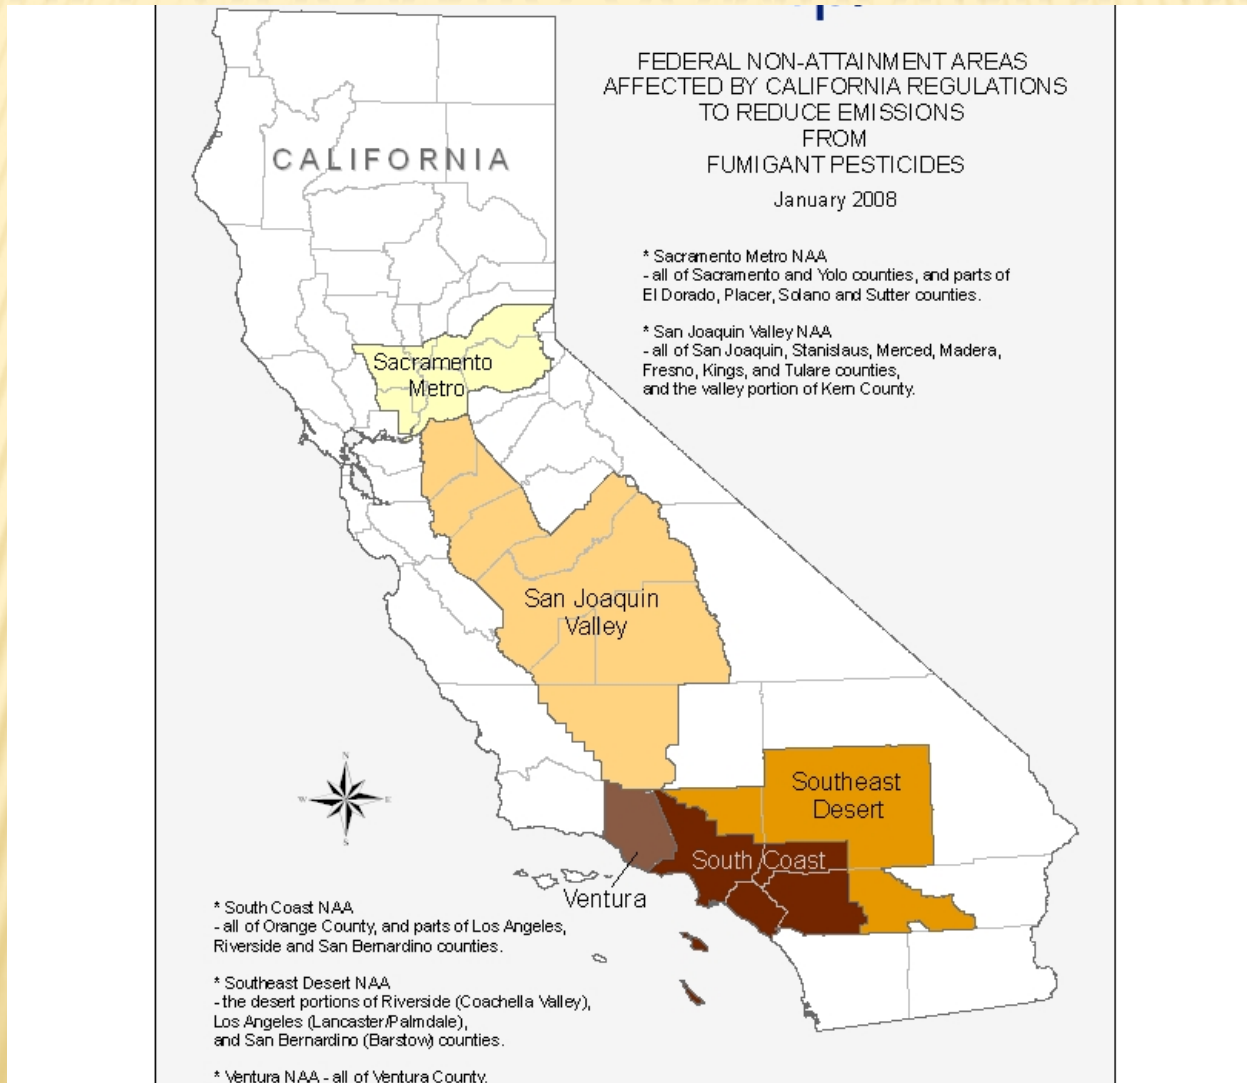 FEDERAL NON-ATTAINMENT AREAS
AFFECTED BY CALIFORNIA REGULATIONS
TO REDUCE EMISSIONS
FROM
FUMIGANT PESTICIDES
January 2008
CALIFORNIA
* Sacramento Metro NAA
- all of Sacramento and Yolo counties, and parts of
El Dorado, Placer, Solano and Sutter counties.
* San Joaquin Valley NAA
- all of San Joaquin, Stanislaus, Merced, Madera,
Fresno, Kings, and Tulare counties,
and the valley portion of Kern County.
Sacramento
Metro
San Joaquin
Valley
Southeast
Desert
South Coast
Ventura
N
W
E
S
* South Coast NAA
- all of Orange County, and parts of Los Angeles,
Riverside and San Bernardino counties.
* Southeast Desert NAA
- the desert portions of Riverside (Coachella Valley),
Los Angeles (Lancaster/Palmdale),
and San Bernardino (Barstow) counties.
* Ventura NAA - all of Ventura County.